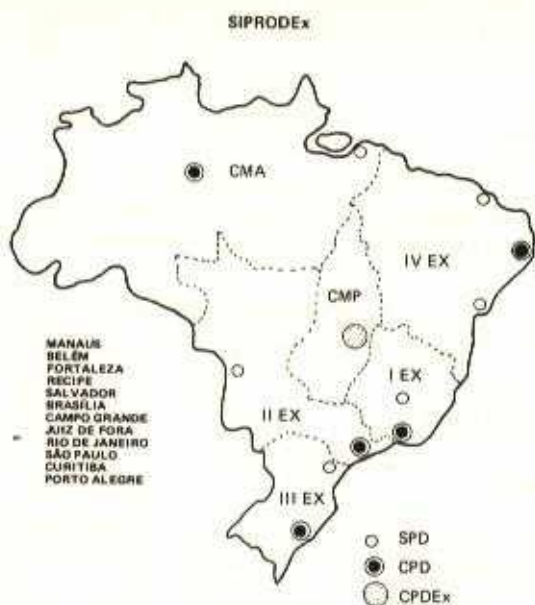 SIPRODEx
CMA
IV EX
CMP
I EX
II EX
III EX
MANAUS
BELÉM
FORTALEZA
RECIFE
SALVADOR
BRASÍLIA
CAMPO GRANDE
JUIZ DE FORA
RIO DE JANEIRO
SÃO PAULO
CURITIBA
PORTO ALEGRE
SPD
CPD
CPDEx